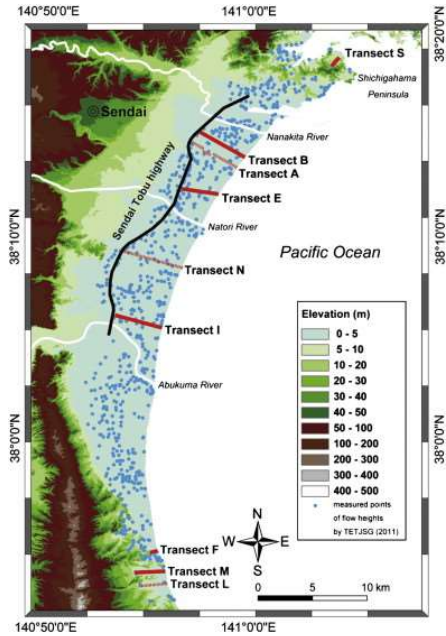 140°50'0"E 141°0'0"E
38°20'0"N
38°10'0"N
38°0'0"N
38°20'0"N
38°10'0"N
38°0'0"N
Transect S
Shichigahama
Peninsula
Sendai
Nanakita River
Transect B
Transect A
Sendai Tobu highway
Transect E
Natori River
Pacific Ocean
Transect N
Transect I
Abukuma River
Elevation (m)
0 - 5
5 - 10
10 - 20
20 - 30
30 - 40
40 - 50
50 - 100
100 - 200
200 - 300
300 - 400
400 - 500
measured points
of flow heights
by TETJSG (2011)
N
W E
S
Transect F
Transect M
Transect L
0 5 10 km
140°50'0"E 141°0'0"E